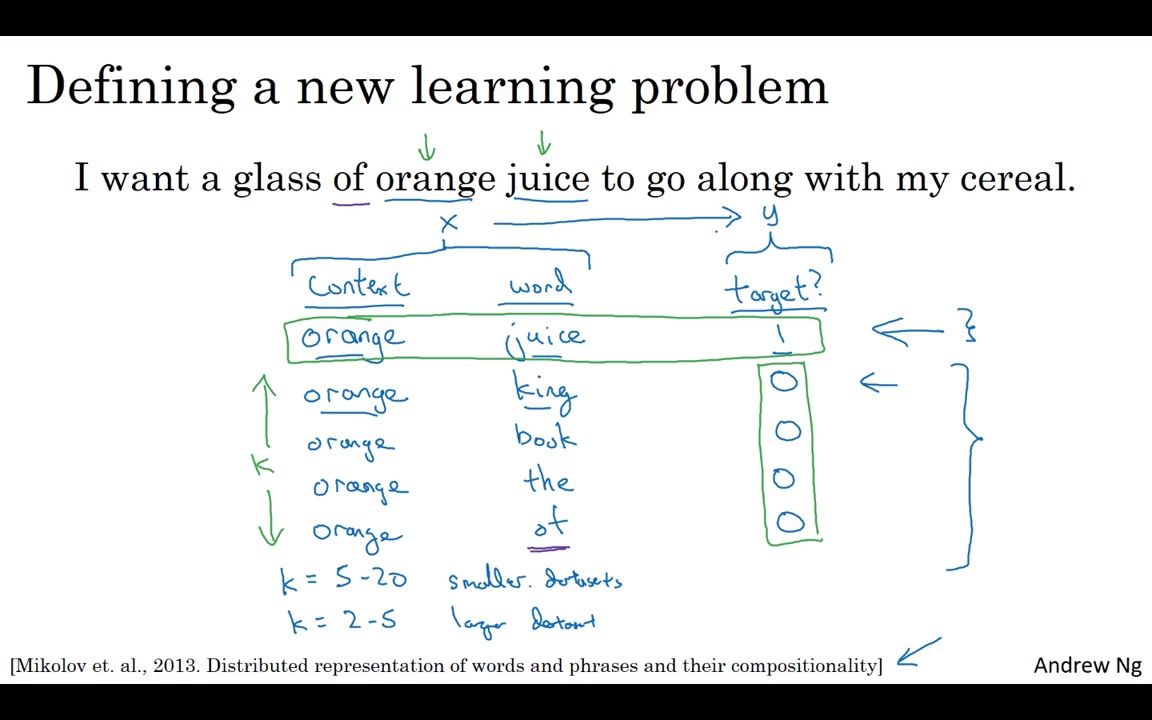 Defining a new learning problem
I want a glass of orange juice to go along with my cereal.
x y
Context word target?
orange juice 1
orange king 0
orange book 0
k
orange the 0
orange of 0
k = 5-20 smaller datasets
k = 2-5 larger dataset
[Mikolov et. al., 2013. Distributed representation of words and phrases and their compositionality]
Andrew Ng